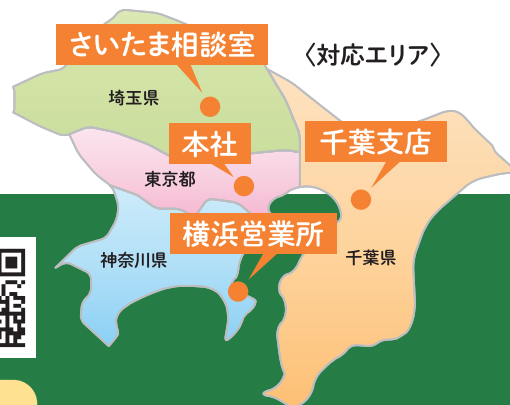 さいたま相談室
〈対応エリア〉
埼玉県
本社
千葉支店
東京都
横浜営業所
神奈川県
千葉県